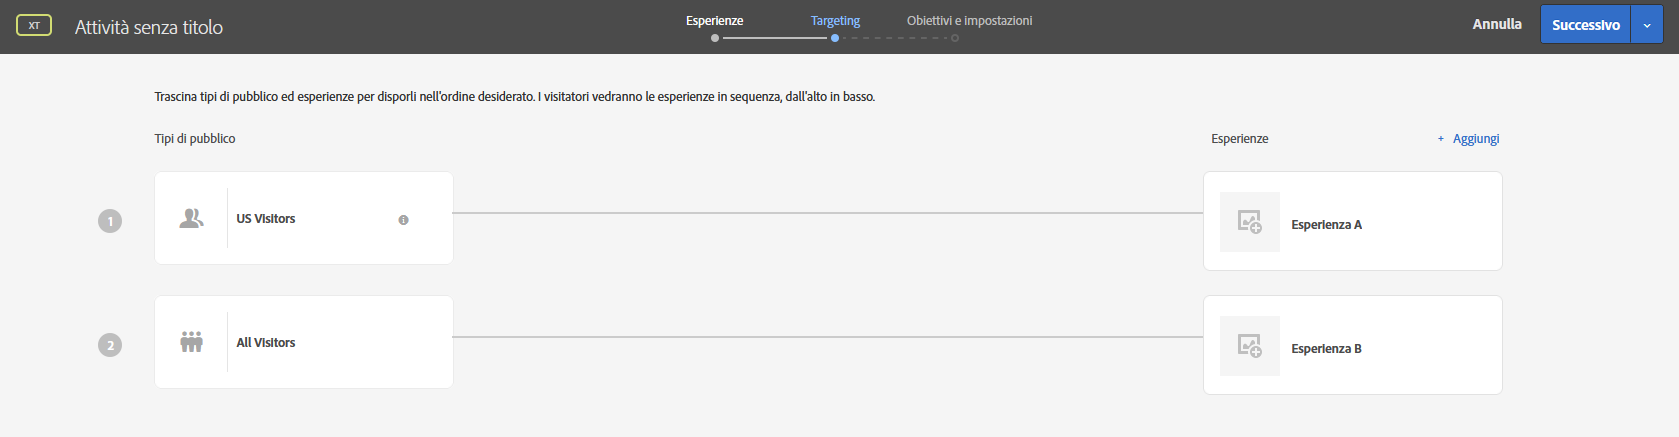 XT
Attività senza titolo
Esperienze
Targeting
Obiettivi e impostazioni
Annulla
Successivo
Trascina tipi di pubblico ed esperienze per disporli nell'ordine desiderato. I visitatori vedranno le esperienze in sequenza, dall'alto in basso.
Tipi di pubblico
Esperienze
+ Aggiungi
1
US Visitors
Esperienza A
2
All Visitors
Esperienza B